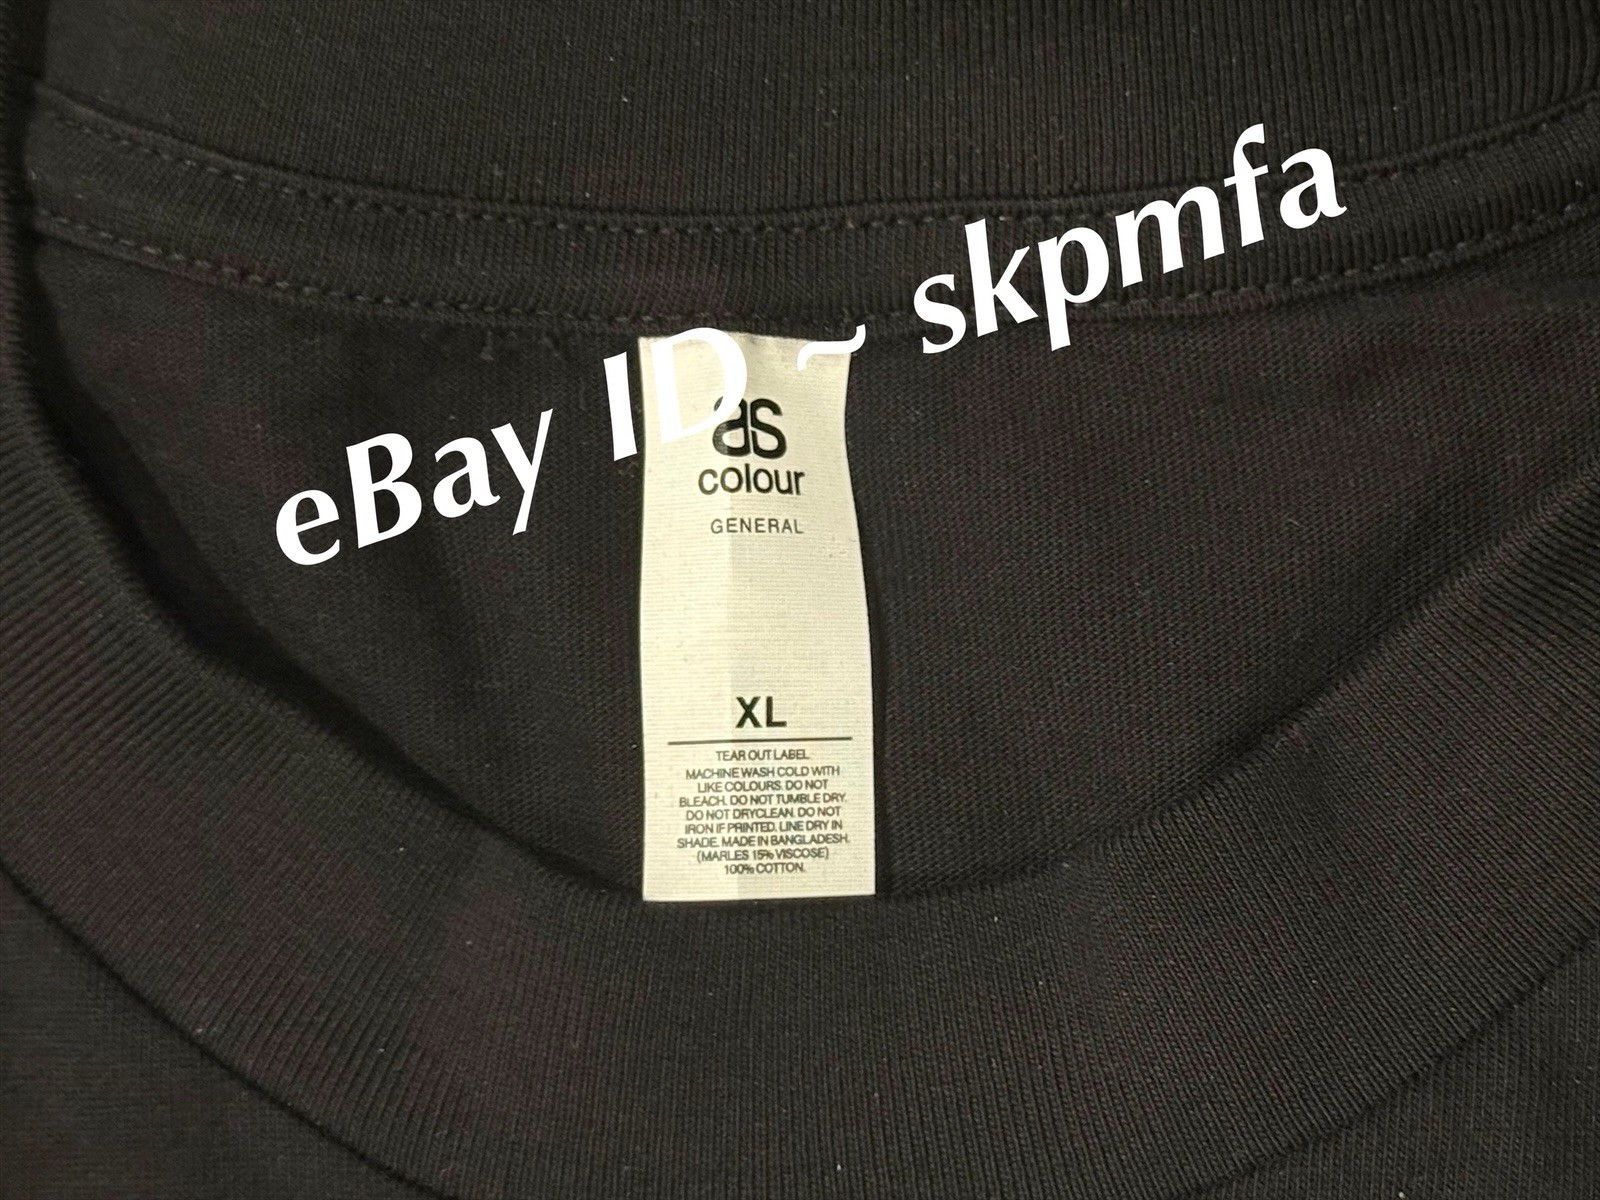 eBay ID ~ skpmfa
as
colour
GENERAL
XL
TEAR OUT LABEL
MACHINE WASH COLD WITH
LIKE COLOURS. DO NOT
BLEACH. DO NOT TUMBLE DRY.
DO NOT DRYCLEAN. DO NOT
IRON IF PRINTED. LINE DRY IN
SHADE. MADE IN BANGLADESH.
(MARLES 15% VISCOSE)
100% COTTON.